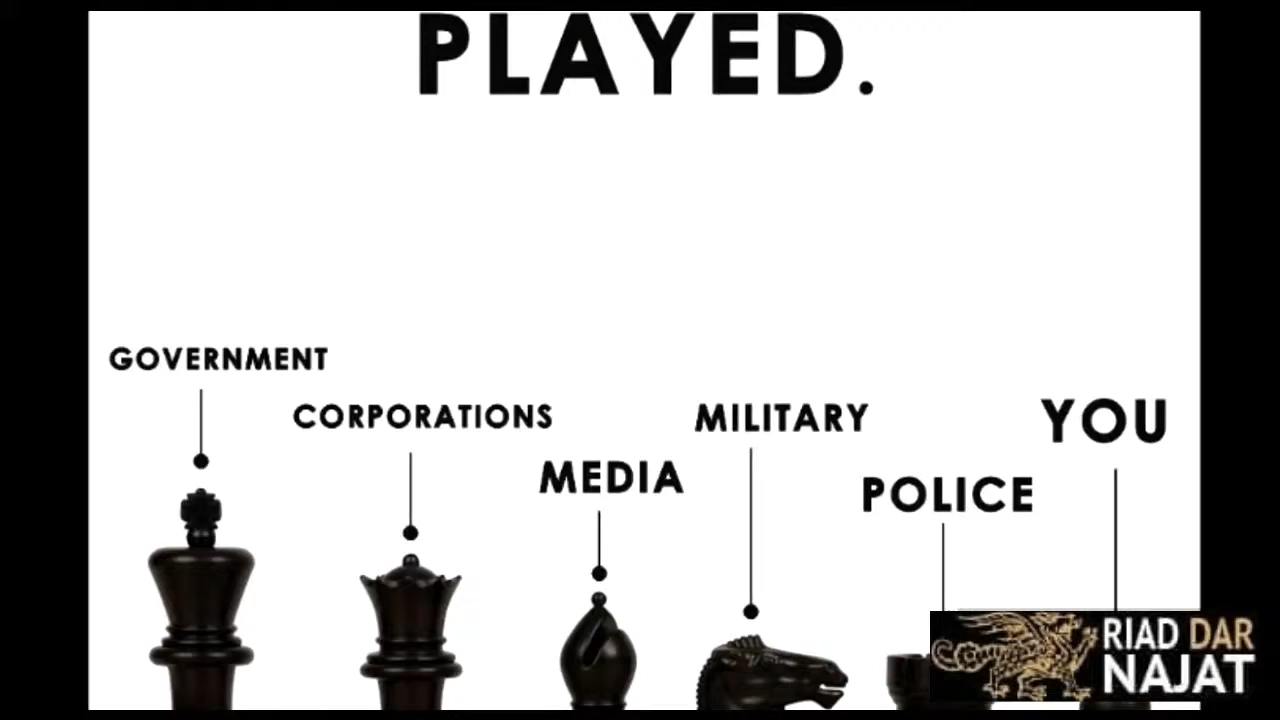 PLAYED.
GOVERNMENT
CORPORATIONS
MEDIA
MILITARY
POLICE
YOU
RIAD DAR
NAJAT